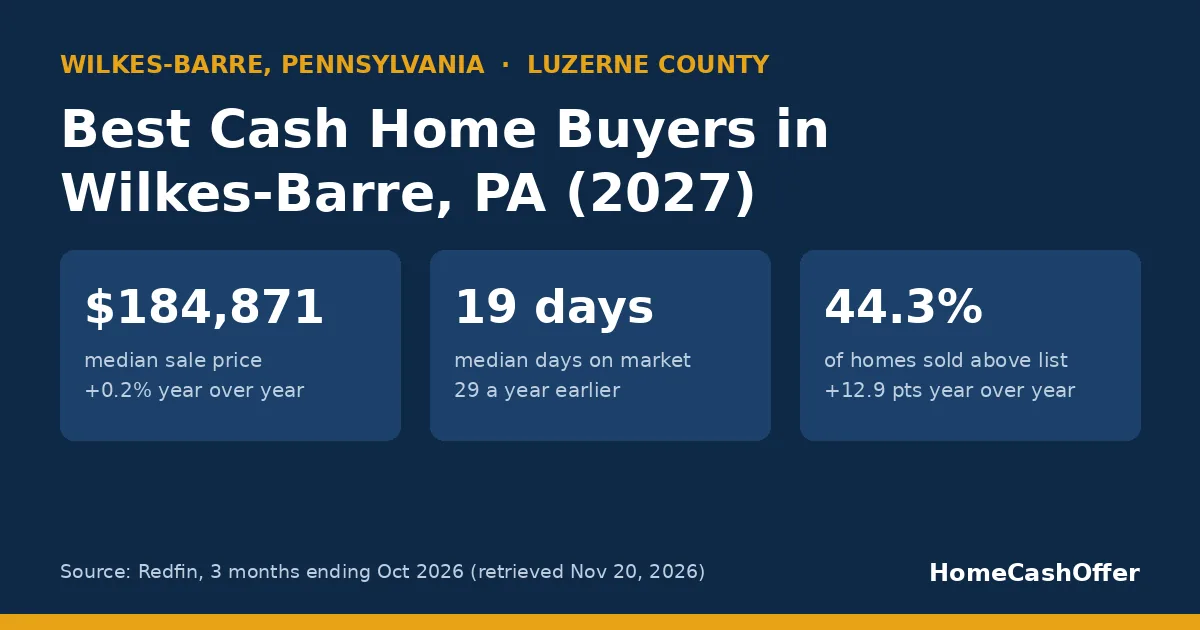 WILKES-BARRE, PENNSYLVANIA · LUZERNE COUNTY
Best Cash Home Buyers in
Wilkes-Barre, PA (2027)
$184,871
median sale price
+0.2% year over year
19 days
median days on market
29 a year earlier
44.3%
of homes sold above list
+12.9 pts year over year
Source: Redfin, 3 months ending Oct 2026 (retrieved Nov 20, 2026)
HomeCashOffer